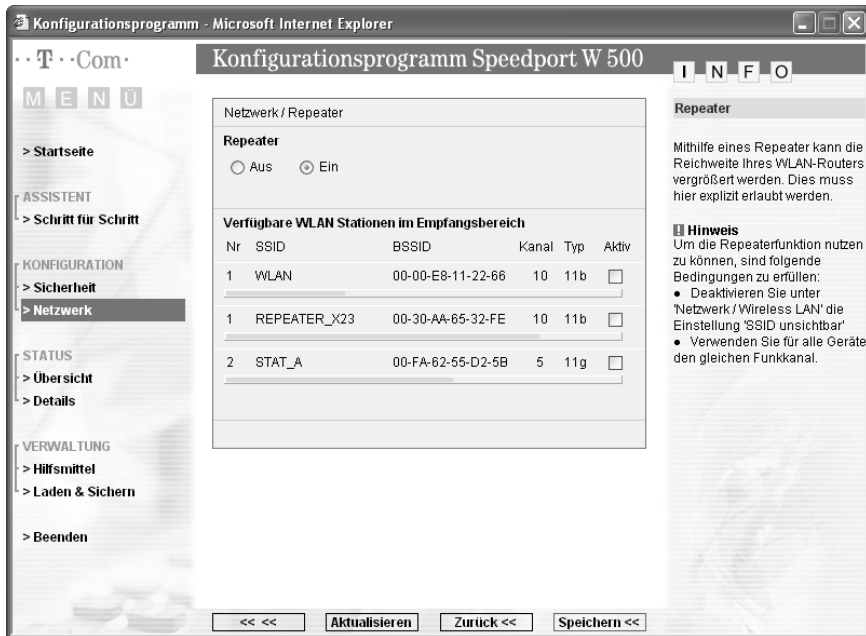 Konfigurationsprogramm - Microsoft Internet Explorer
··T··Com·
Konfigurationsprogramm Speedport W 500
I N F O
MENÜ
> Startseite
ASSISTENT
> Schritt für Schritt
KONFIGURATION
> Sicherheit
> Netzwerk
STATUS
> Übersicht
> Details
VERWALTUNG
> Hilfsmittel
> Laden & Sichern
> Beenden
Netzwerk / Repeater
Repeater
Aus Ein
Verfügbare WLAN Stationen im Empfangsbereich
Nr SSID BSSID Kanal Typ Aktiv
1 WLAN 00-00-E8-11-22-66 10 11b
1 REPEATER_X23 00-30-AA-65-32-FE 10 11b
2 STAT_A 00-FA-62-55-D2-5B 5 11g
<< <<
Aktualisieren
Zurück <<
Speichern <<
Repeater
Mithilfe eines Repeater kann die
Reichweite Ihres WLAN-Routers
vergrößert werden. Dies muss
hier explizit erlaubt werden.
!! Hinweis
Um die Repeaterfunktion nutzen
zu können, sind folgende
Bedingungen zu erfüllen:
● Deaktivieren Sie unter
'Netzwerk / Wireless LAN' die
Einstellung 'SSID unsichtbar'
● Verwenden Sie für alle Geräte
den gleichen Funkkanal.